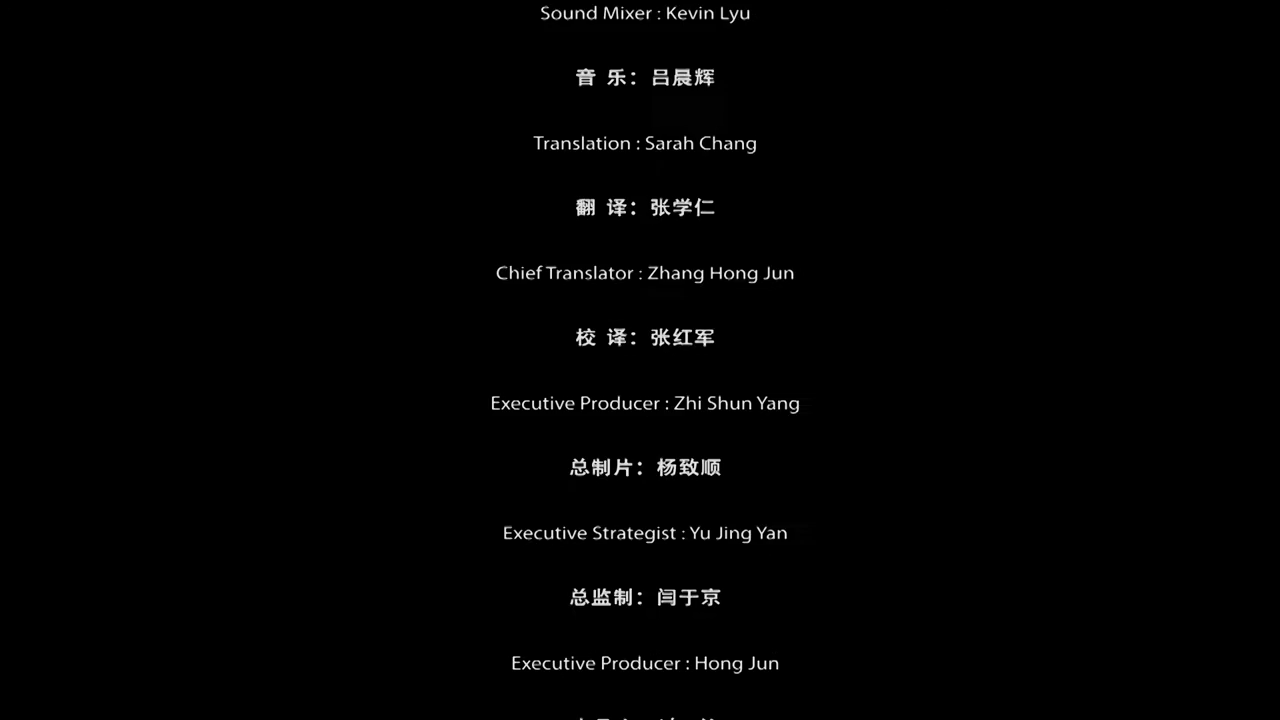 Sound Mixer : Kevin Lyu
音 乐：吕晨辉
Translation : Sarah Chang
翻 译：张学仁
Chief Translator : Zhang Hong Jun
校 译：张红军
Executive Producer : Zhi Shun Yang
总制片：杨致顺
Executive Strategist : Yu Jing Yan
总监制：闫于京
Executive Producer : Hong Jun